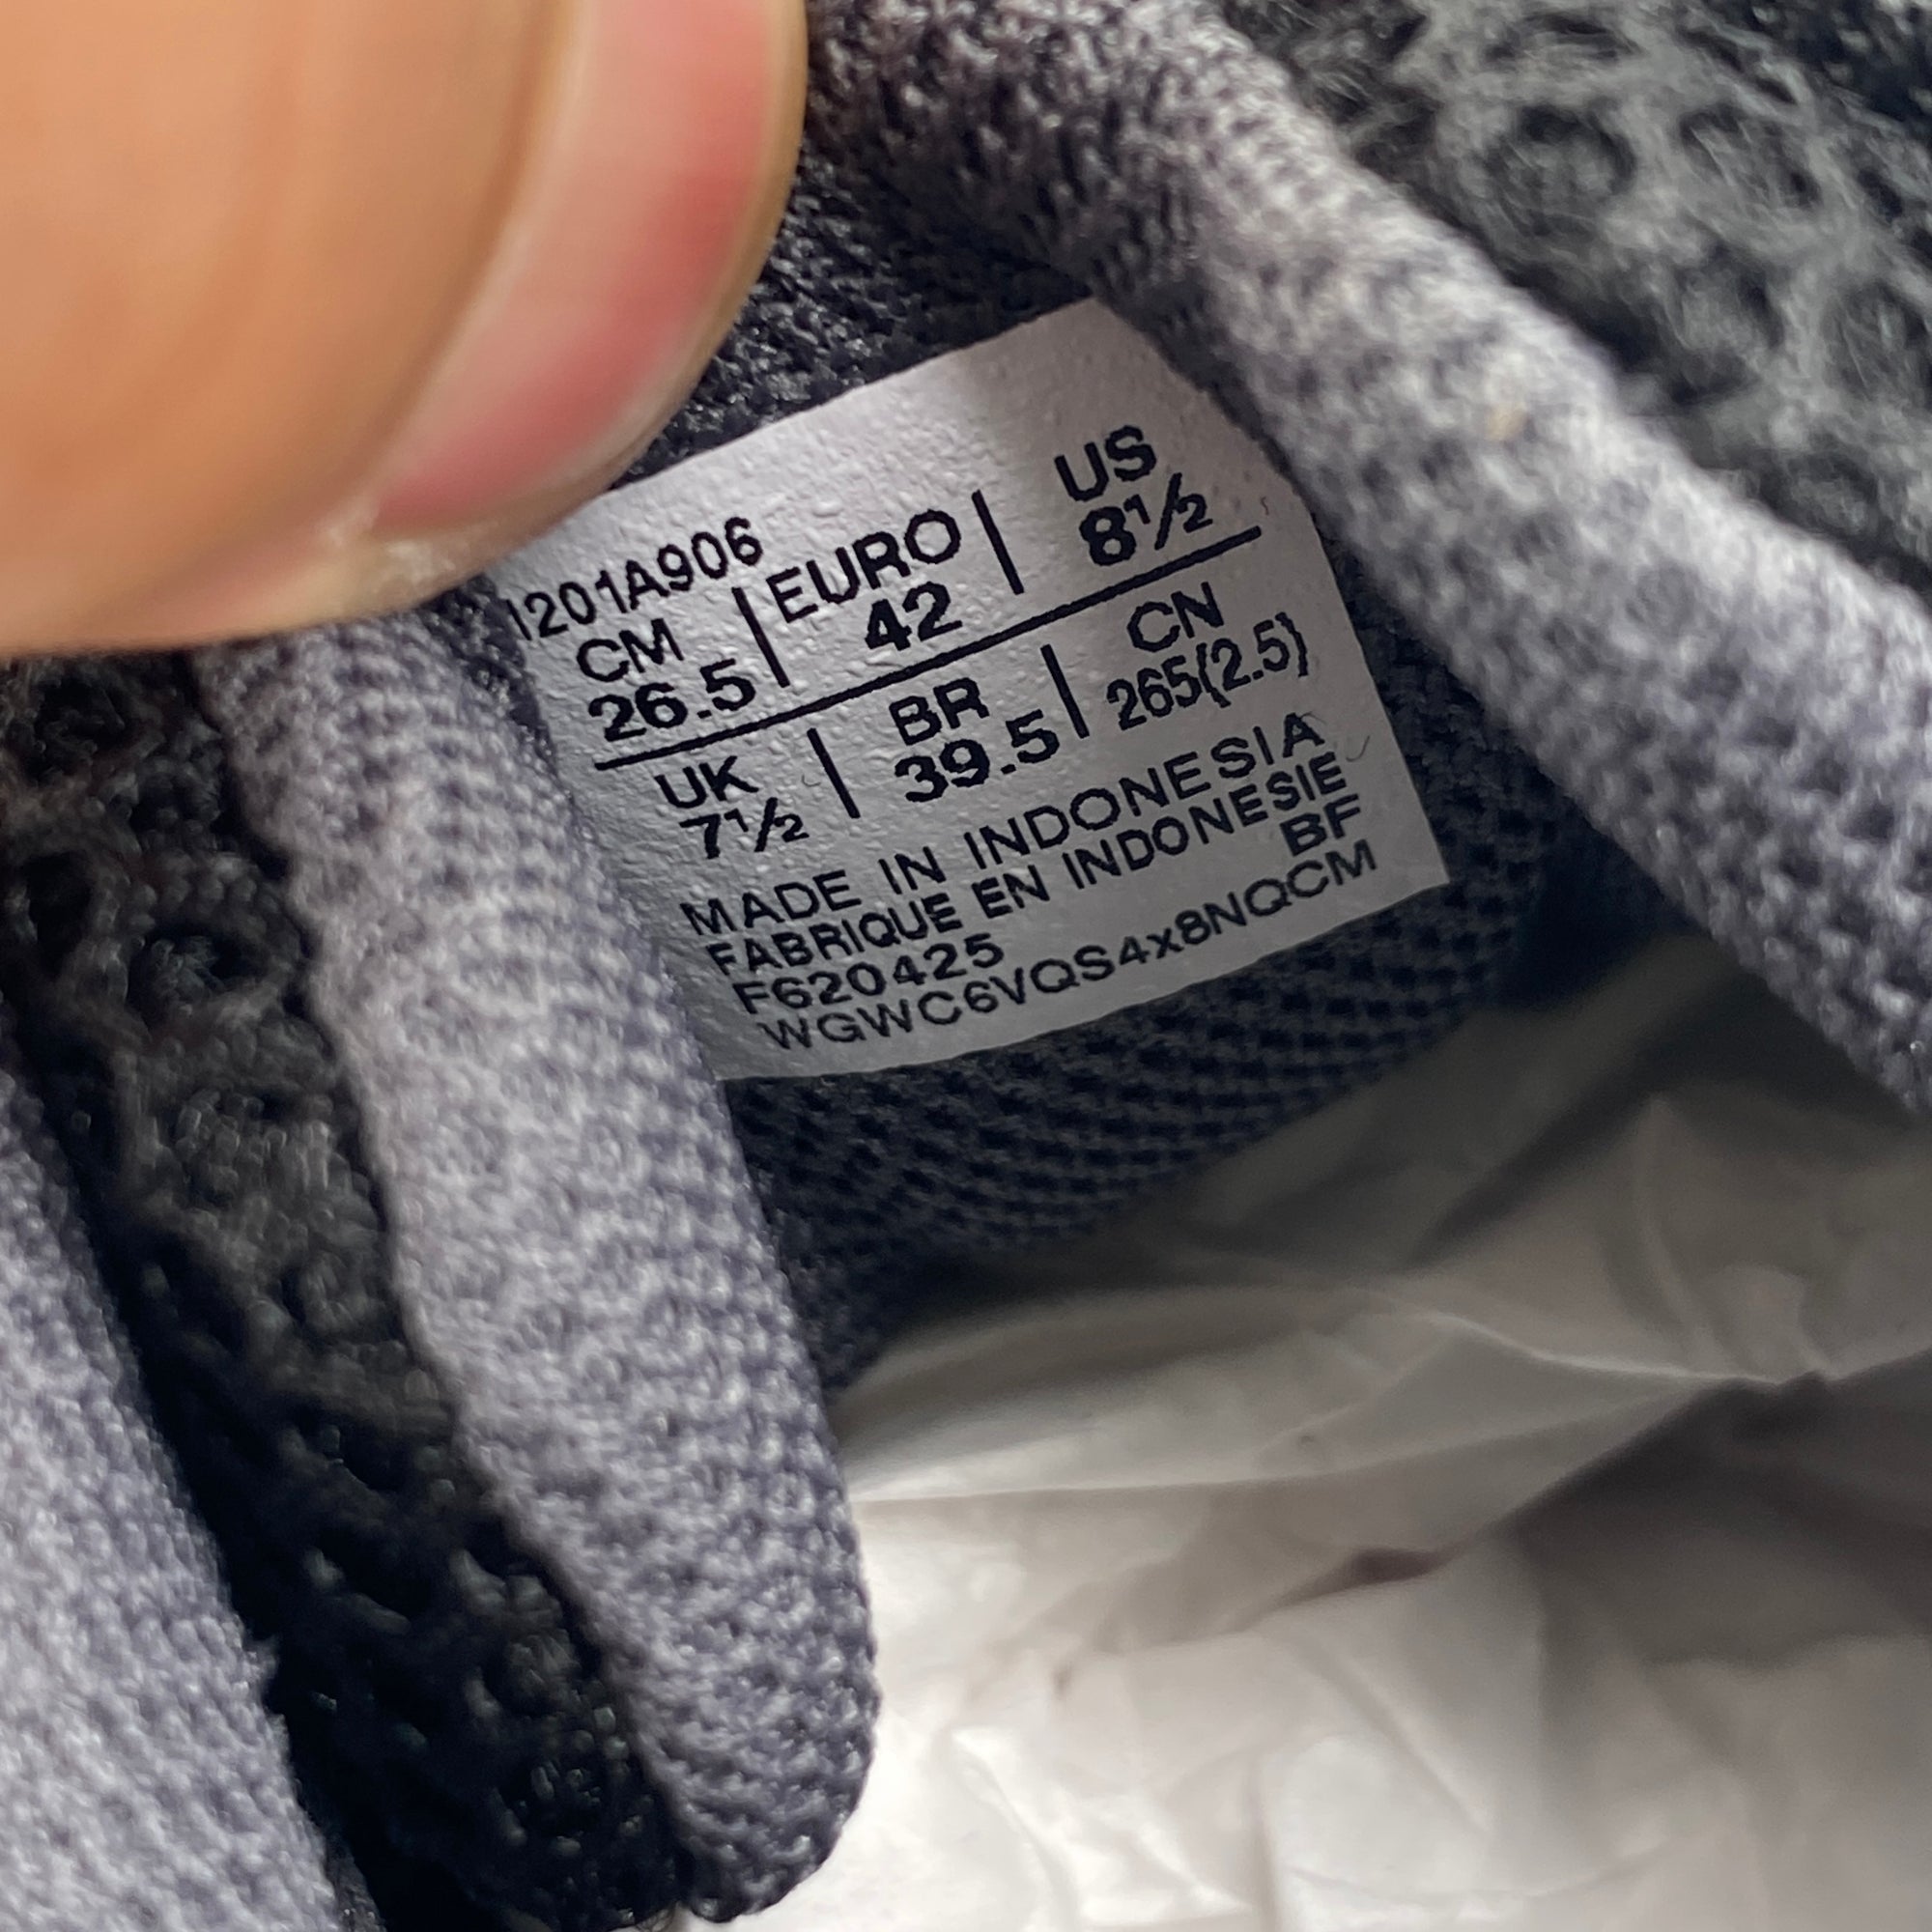 1201A906
CM | EURO | US
26.5 | 42 | 8½
UK | BR | CN
7½ | 39.5 | 265(2.5)
MADE IN INDONESIA
FABRIQUE EN INDONESIE
BF
F620425
WGWC6VQS4x8NQCM